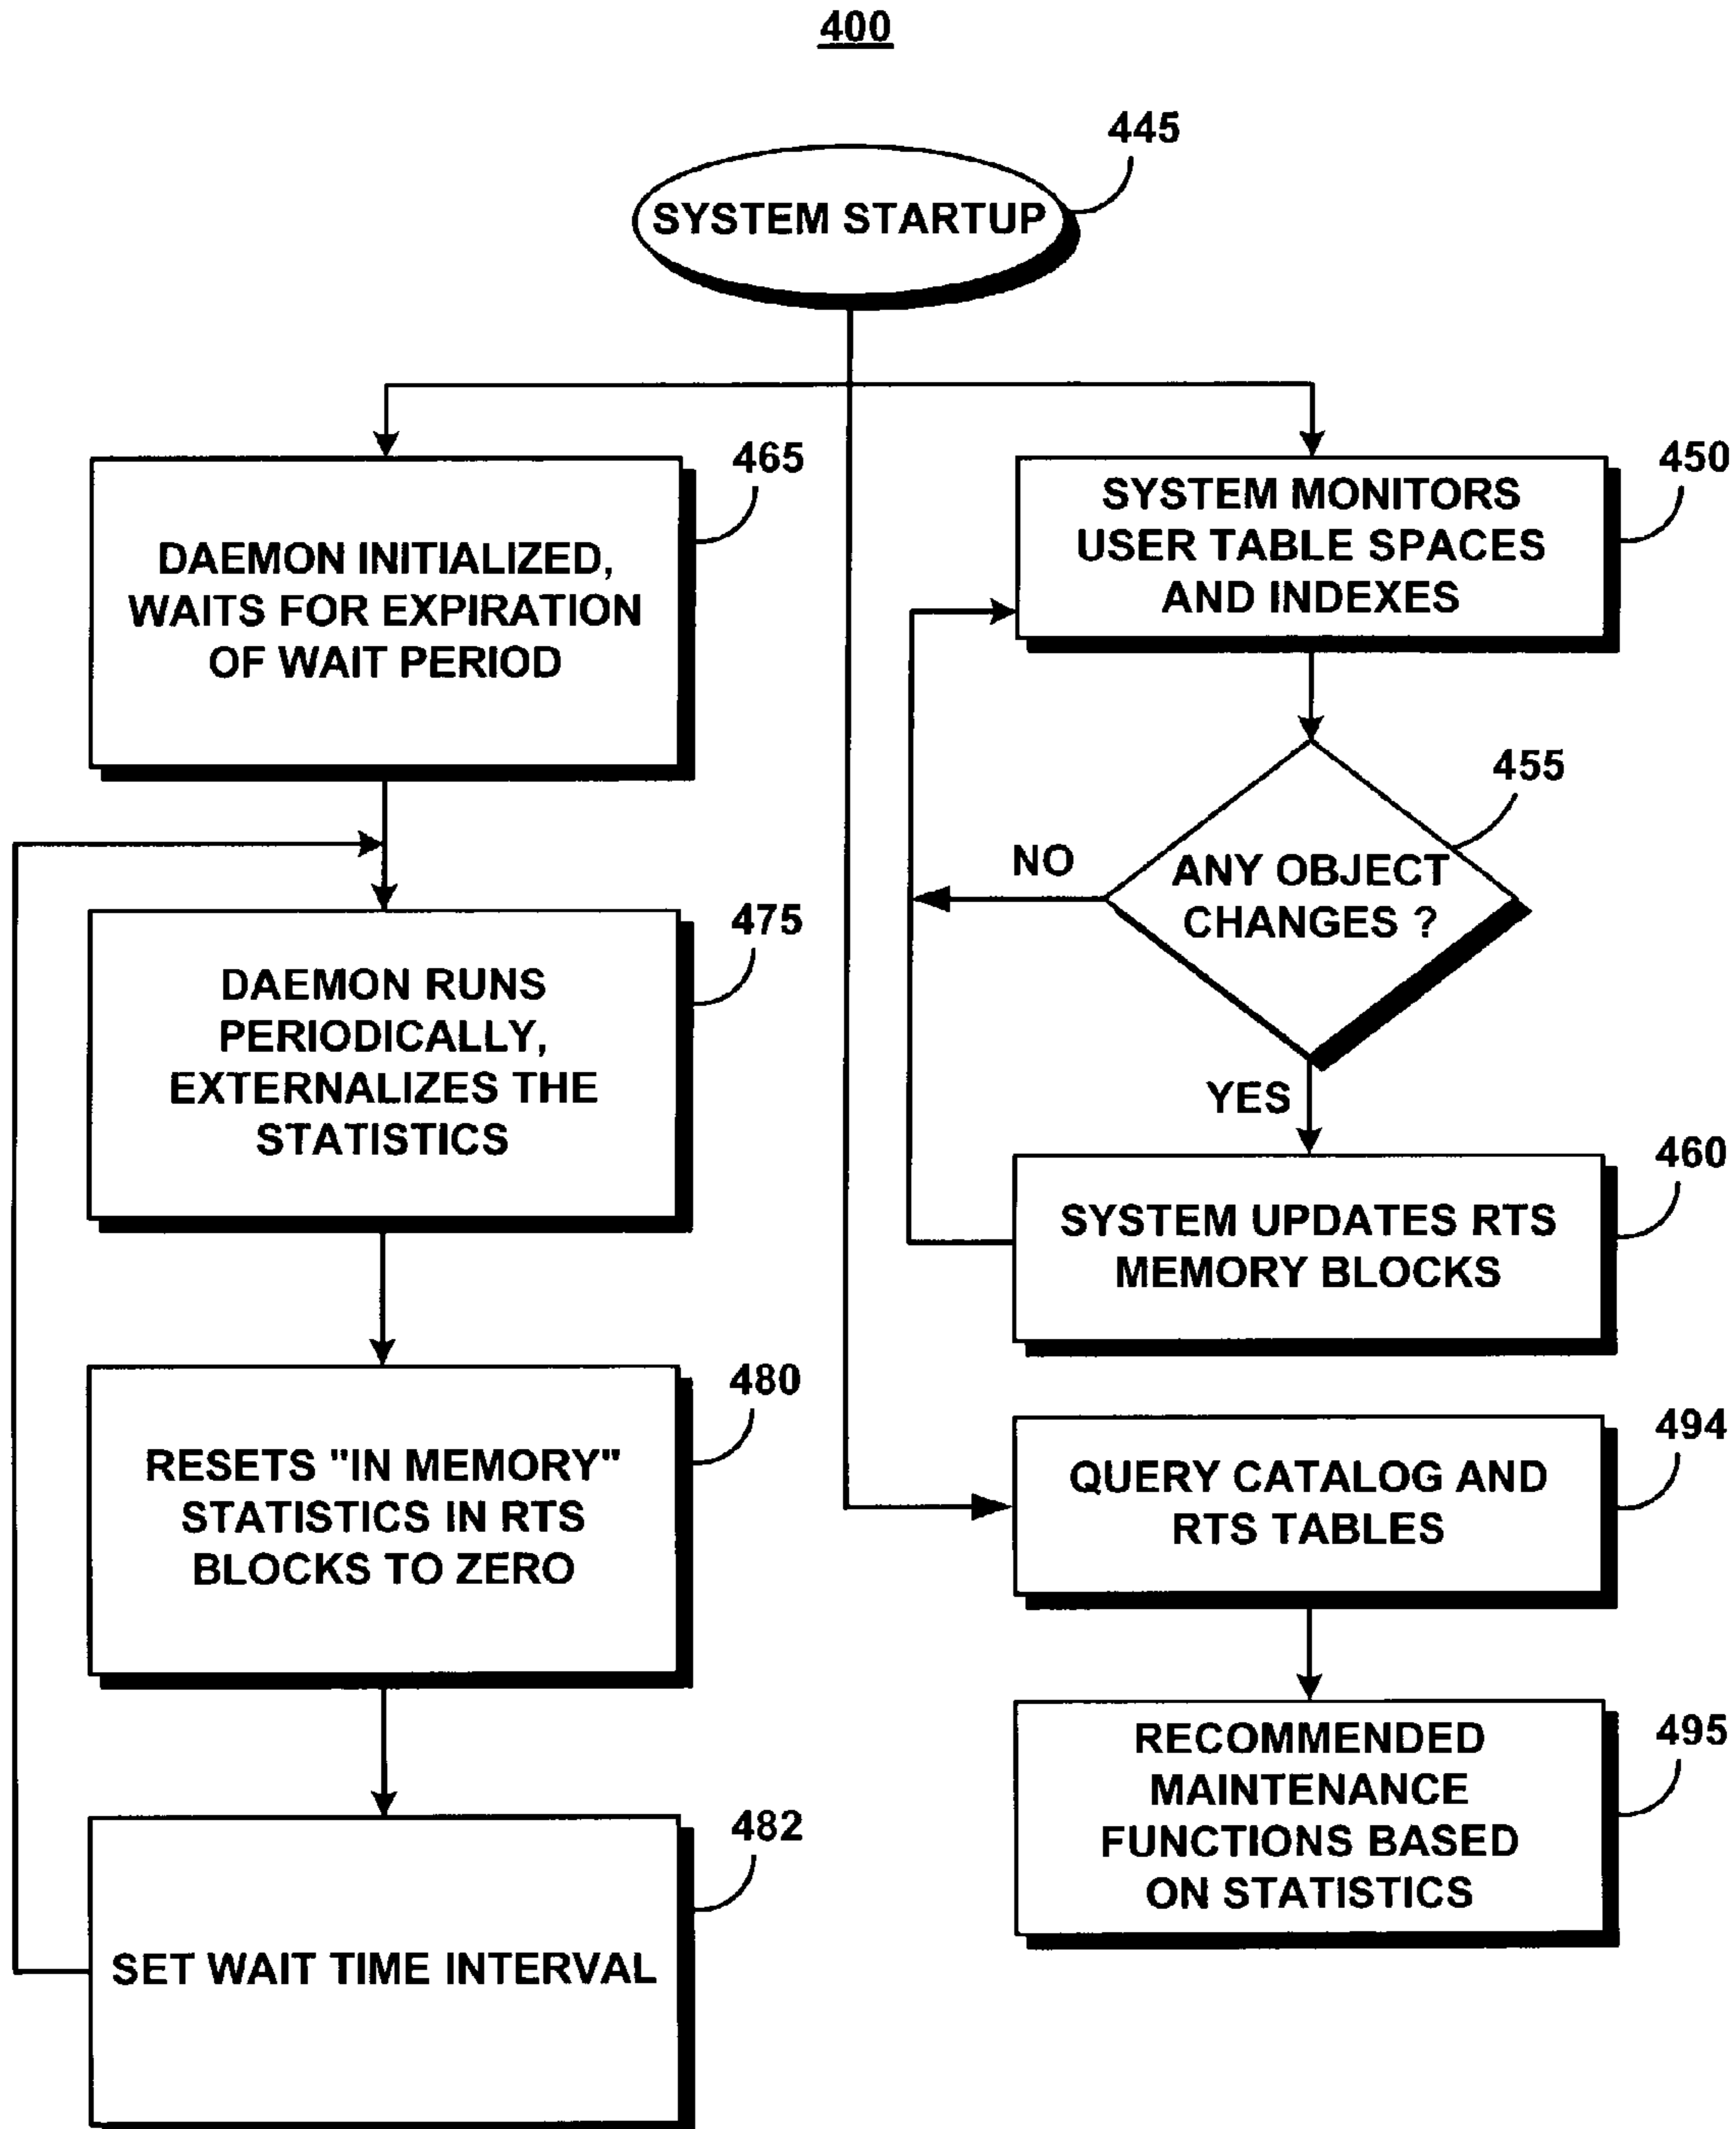 400
445
SYSTEM STARTUP
465
DAEMON INITIALIZED,
WAITS FOR EXPIRATION
OF WAIT PERIOD
475
DAEMON RUNS
PERIODICALLY,
EXTERNALIZES THE
STATISTICS
480
RESETS "IN MEMORY"
STATISTICS IN RTS
BLOCKS TO ZERO
482
SET WAIT TIME INTERVAL
450
SYSTEM MONITORS
USER TABLE SPACES
AND INDEXES
455
ANY OBJECT
CHANGES ?
NO
YES
460
SYSTEM UPDATES RTS
MEMORY BLOCKS
494
QUERY CATALOG AND
RTS TABLES
495
RECOMMENDED
MAINTENANCE
FUNCTIONS BASED
ON STATISTICS